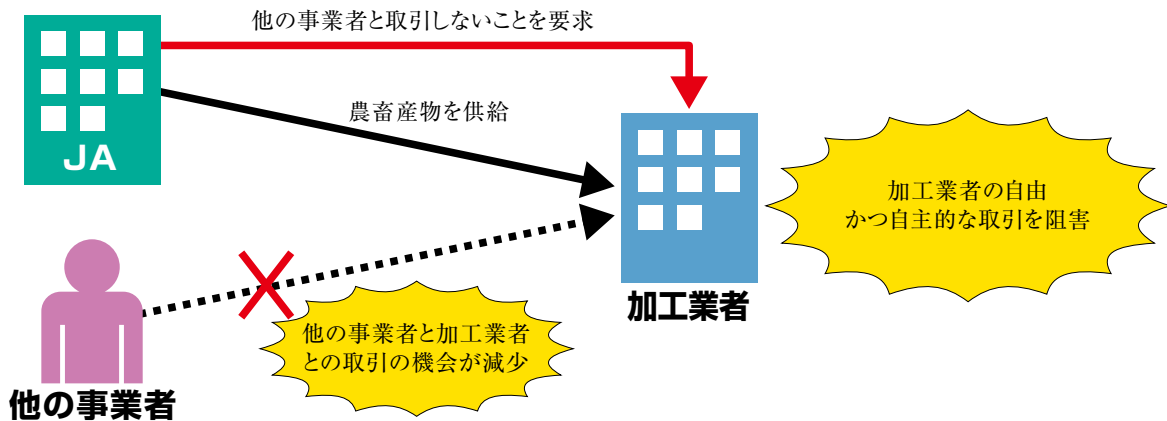 他の事業者と取引しないことを要求
農畜産物を供給
JA
加工業者の自由
かつ自主的な取引を阻害
加工業者
他の事業者と加工業者
との取引の機会が減少
他の事業者